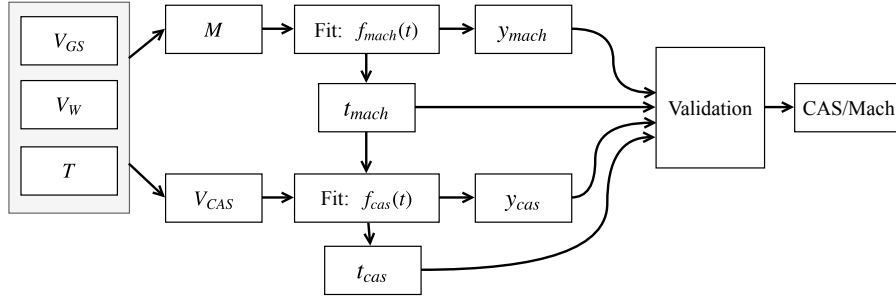 V_GS
V_W
T
M
Fit: f_mach(t)
y_mach
t_mach
V_CAS
Fit: f_cas(t)
y_cas
t_cas
Validation
CAS/Mach